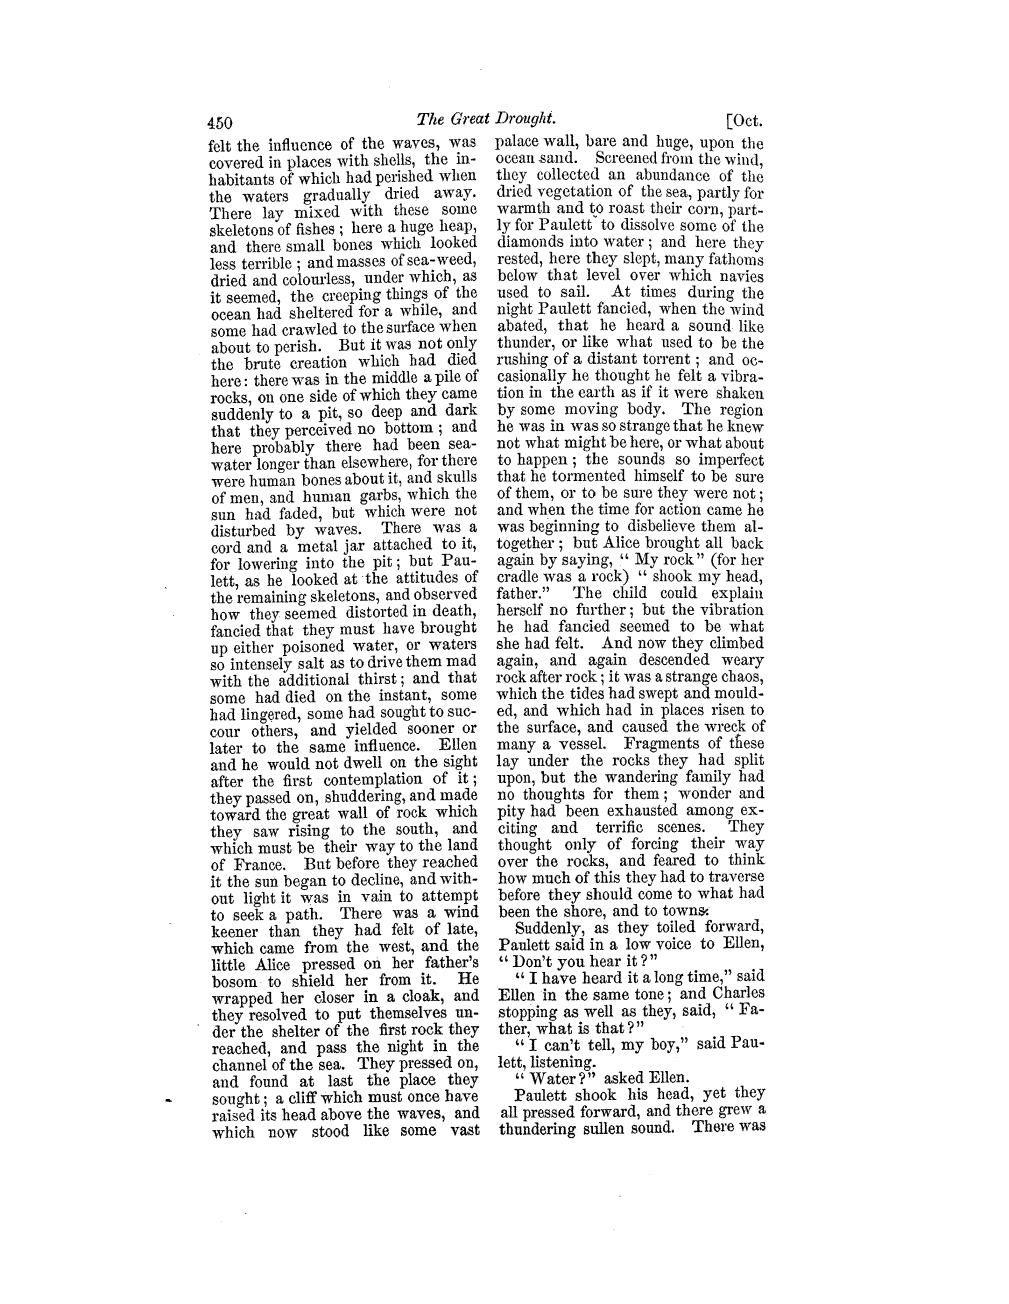 450 The Great Drought. [Oct.
felt the influence of the waves, was
covered in places with shells, the in-
habitants of which had perished when
the waters gradually dried away.
There lay mixed with these some
skeletons of fishes ; here a huge heap,
and there small bones which looked
less terrible ; and masses of sea-weed,
dried and colourless, under which, as
it seemed, the creeping things of the
ocean had sheltered for a while, and
some had crawled to the surface when
about to perish. But it was not only
the brute creation which had died
here: there was in the middle a pile of
rocks, on one side of which they came
suddenly to a pit, so deep and dark
that they perceived no bottom ; and
here probably there had been sea-
water longer than elsewhere, for there
were human bones about it, and skulls
of men, and human garbs, which the
sun had faded, but which were not
disturbed by waves. There was a
cord and a metal jar attached to it,
for lowering into the pit ; but Pau-
lett, as he looked at the attitudes of
the remaining skeletons, and observed
how they seemed distorted in death,
fancied that they must have brought
up either poisoned water, or waters
so intensely salt as to drive them mad
with the additional thirst ; and that
some had died on the instant, some
had lingered, some had sought to suc-
cour others, and yielded sooner or
later to the same influence. Ellen
and he would not dwell on the sight
after the first contemplation of it ;
they passed on, shuddering, and made
toward the great wall of rock which
they saw rising to the south, and
which must be their way to the land
of France. But before they reached
it the sun began to decline, and with-
out light it was in vain to attempt
to seek a path. There was a wind
keener than they had felt of late,
which came from the west, and the
little Alice pressed on her father's
bosom to shield her from it. He
wrapped her closer in a cloak, and
they resolved to put themselves un-
der the shelter of the first rock they
reached, and pass the night in the
channel of the sea. They pressed on,
and found at last the place they
sought ; a cliff which must once have
raised its head above the waves, and
which now stood like some vast
palace wall, bare and huge, upon the
ocean sand. Screened from the wind,
they collected an abundance of the
dried vegetation of the sea, partly for
warmth and to roast their corn, part-
ly for Paulett to dissolve some of the
diamonds into water ; and here they
rested, here they slept, many fathoms
below that level over which navies
used to sail. At times during the
night Paulett fancied, when the wind
abated, that he heard a sound like
thunder, or like what used to be the
rushing of a distant torrent ; and oc-
casionally he thought he felt a vibra-
tion in the earth as if it were shaken
by some moving body. The region
he was in was so strange that he knew
not what might be here, or what about
to happen ; the sounds so imperfect
that he tormented himself to be sure
of them, or to be sure they were not ;
and when the time for action came he
was beginning to disbelieve them al-
together ; but Alice brought all back
again by saying, “ My rock” (for her
cradle was a rock) “ shook my head,
father.” The child could explain
herself no further ; but the vibration
he had fancied seemed to be what
she had felt. And now they climbed
again, and again descended weary
rock after rock ; it was a strange chaos,
which the tides had swept and mould-
ed, and which had in places risen to
the surface, and caused the wreck of
many a vessel. Fragments of these
lay under the rocks they had split
upon, but the wandering family had
no thoughts for them ; wonder and
pity had been exhausted among ex-
citing and terrific scenes. They
thought only of forcing their way
over the rocks, and feared to think
how much of this they had to traverse
before they should come to what had
been the shore, and to towns.
Suddenly, as they toiled forward,
Paulett said in a low voice to Ellen,
“ Don't you hear it ?”
“ I have heard it a long time,” said
Ellen in the same tone ; and Charles
stopping as well as they, said, “ Fa-
ther, what is that ?”
“ I can't tell, my boy,” said Pau-
lett, listening.
“ Water ?” asked Ellen.
Paulett shook his head, yet they
all pressed forward, and there grew a
thundering sullen sound. There was